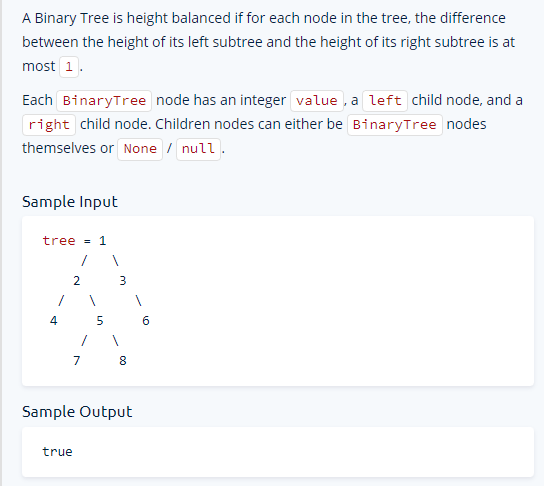 A Binary Tree is height balanced if for each node in the tree, the difference
between the height of its left subtree and the height of its right subtree is at
most 1 .
Each BinaryTree node has an integer value , a left child node, and a
right child node. Children nodes can either be BinaryTree nodes
themselves or None / null .
Sample Input
tree = 1
/ \
2 3
/ \ \
4 5 6
/ \
7 8
Sample Output
true